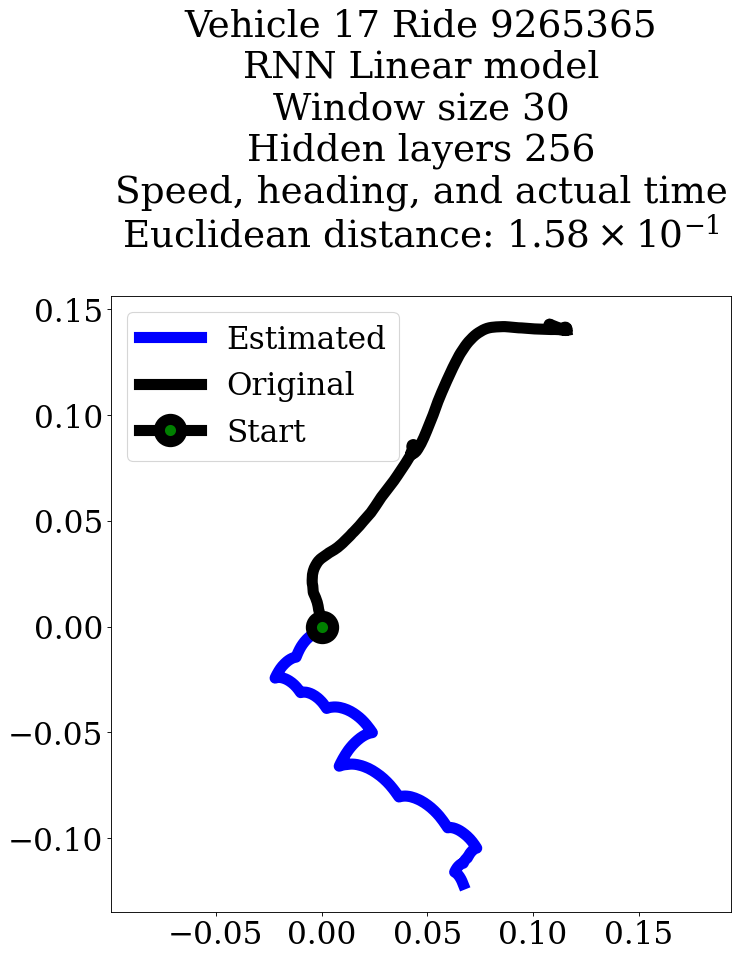 Vehicle 17 Ride 9265365
RNN Linear model
Window size 30
Hidden layers 256
Speed, heading, and actual time
Euclidean distance: 1.58 × 10⁻¹
Estimated
Original
Start
0.15
0.10
0.05
0.00
−0.05
−0.10
−0.05 0.00 0.05 0.10 0.15